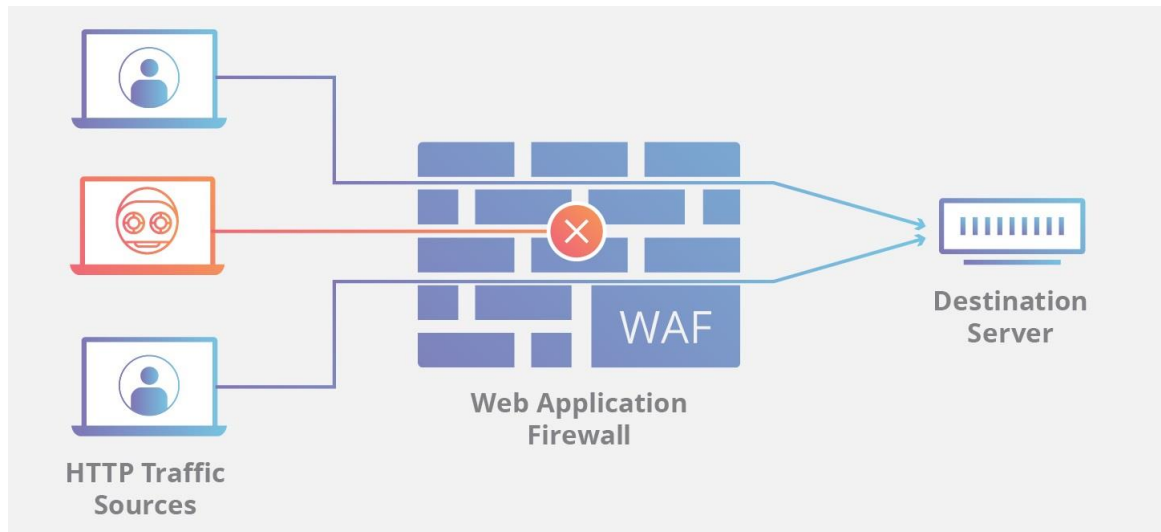 WAF
Web Application
Firewall
HTTP Traffic
Sources
Destination
Server